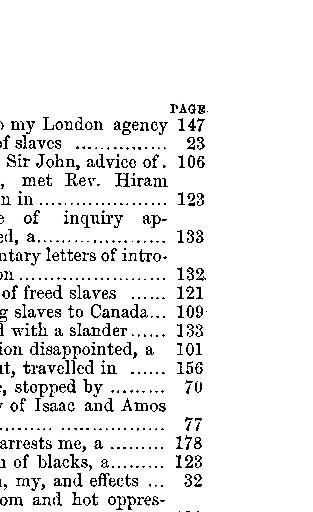 PAGE
my London agency 147
of slaves ............... 23
Sir John, advice of. 106
, met Rev. Hiram
in ..................... 123
of inquiry ap-
ed, a..................... 133
ntary letters of intro-
on ........................ 132
of freed slaves ...... 121
g slaves to Canada... 109
d with a slander...... 133
ion disappointed, a 101
t, travelled in ...... 156
, stopped by ......... 70
of Isaac and Amos
........................... 77
arrests me, a ......... 178
of blacks, a......... 123
, my, and effects ... 32
om and hot oppres-